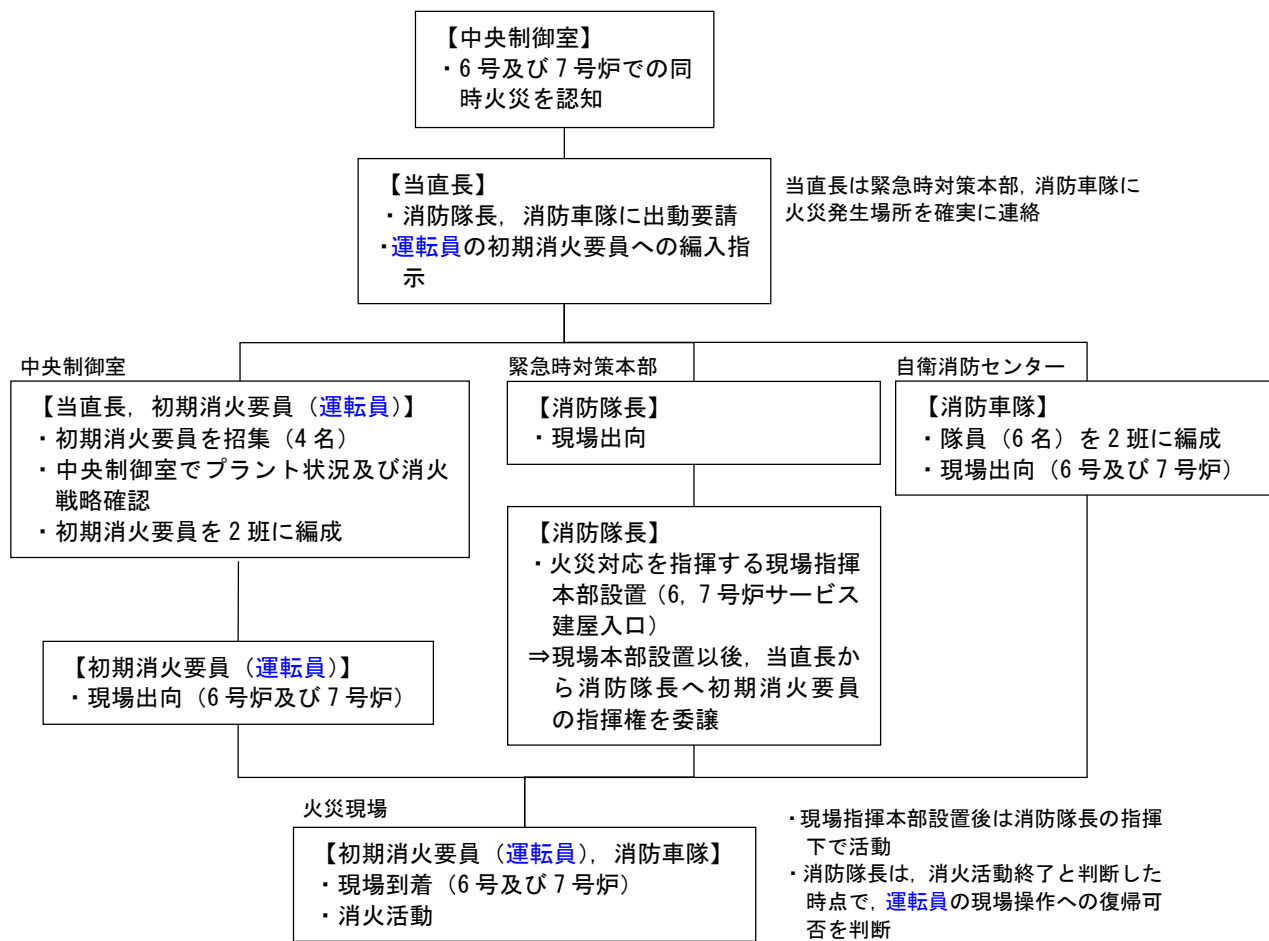 【中央制御室】
・6号及び7号炉での同
時火災を認知
【当直長】
・消防隊長，消防車隊に出動要請
・運転員の初期消火要員への編入指
示
当直長は緊急時対策本部，消防車隊に
火災発生場所を確実に連絡
中央制御室
【当直長，初期消火要員（運転員）】
・初期消火要員を招集（4名）
・中央制御室でプラント状況及び消火
戦略確認
・初期消火要員を2班に編成
【初期消火要員（運転員）】
・現場出向（6号炉及び7号炉）
緊急時対策本部
【消防隊長】
・現場出向
【消防隊長】
・火災対応を指揮する現場指揮
本部設置（6，7号炉サービス
建屋入口）
⇒現場本部設置以後，当直長か
ら消防隊長へ初期消火要員
の指揮権を委譲
自衛消防センター
【消防車隊】
・隊員（6名）を2班に編成
・現場出向（6号及び7号炉）
火災現場
【初期消火要員（運転員），消防車隊】
・現場到着（6号及び7号炉）
・消火活動
・現場指揮本部設置後は消防隊長の指揮
下で活動
・消防隊長は，消火活動終了と判断した
時点で，運転員の現場操作への復帰可
否を判断